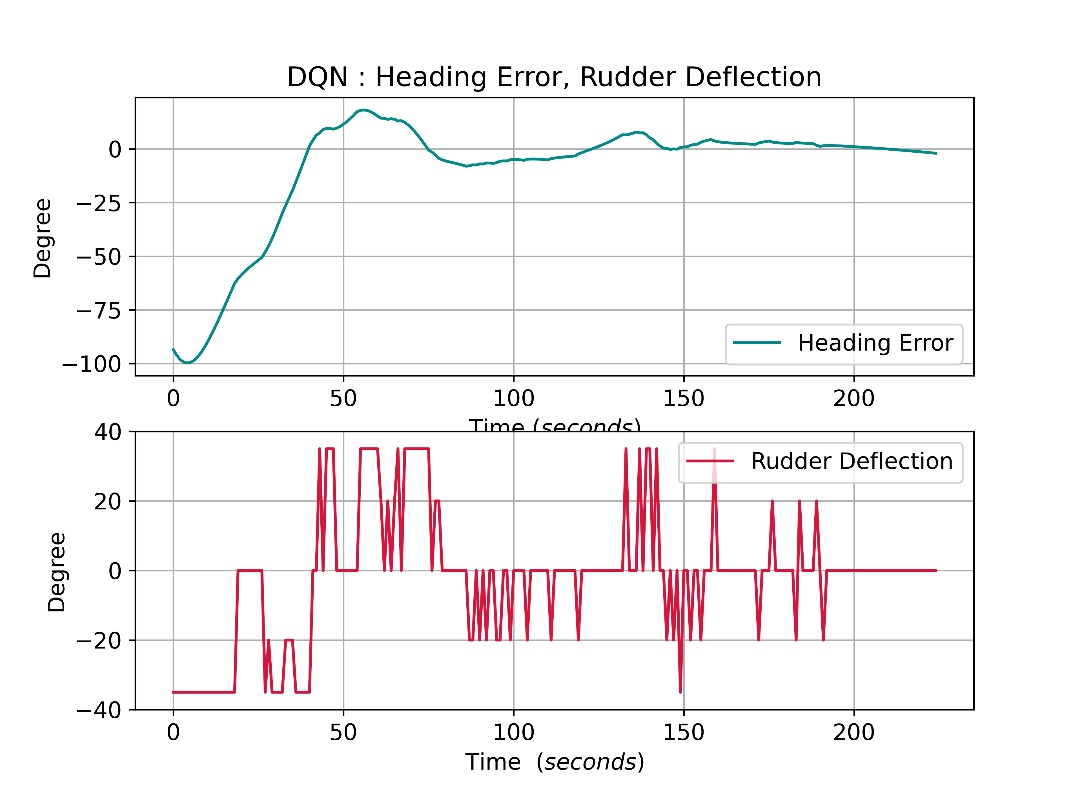 DQN : Heading Error, Rudder Deflection
0
−25
−50
−75
−100
Degree
Heading Error
0 50 100 150 200
Time (seconds)
40
20
0
−20
−40
Degree
Rudder Deflection
0 50 100 150 200
Time (seconds)